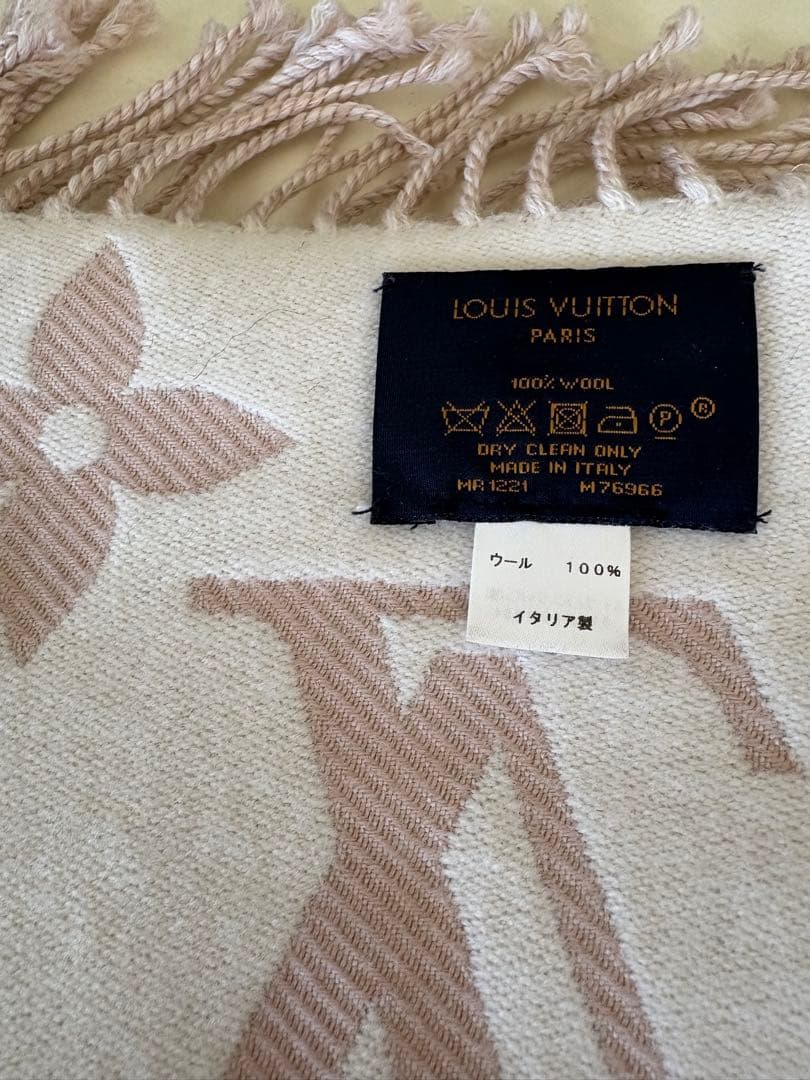 LOUIS VUITTON
PARIS
100% WOOL
P ®
DRY CLEAN ONLY
MADE IN ITALY
MR1221 M76966
ウール 100%
イタリア製